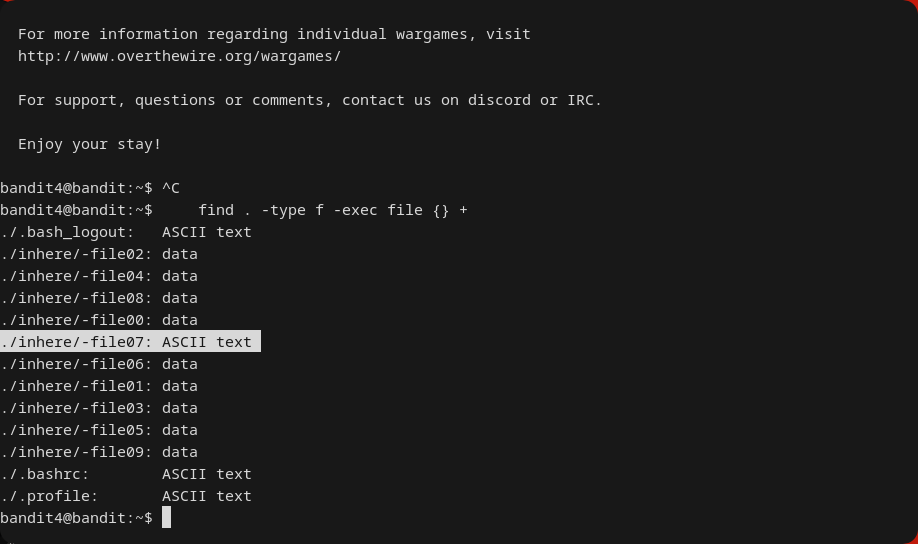 For more information regarding individual wargames, visit
http://www.overthewire.org/wargames/
For support, questions or comments, contact us on discord or IRC.
Enjoy your stay!
bandit4@bandit:~$ ^C
bandit4@bandit:~$     find . -type f -exec file {} +
./.bash_logout:   ASCII text
./inhere/-file02: data
./inhere/-file04: data
./inhere/-file08: data
./inhere/-file00: data
./inhere/-file07: ASCII text
./inhere/-file06: data
./inhere/-file01: data
./inhere/-file03: data
./inhere/-file05: data
./inhere/-file09: data
./.bashrc:        ASCII text
./.profile:       ASCII text
bandit4@bandit:~$